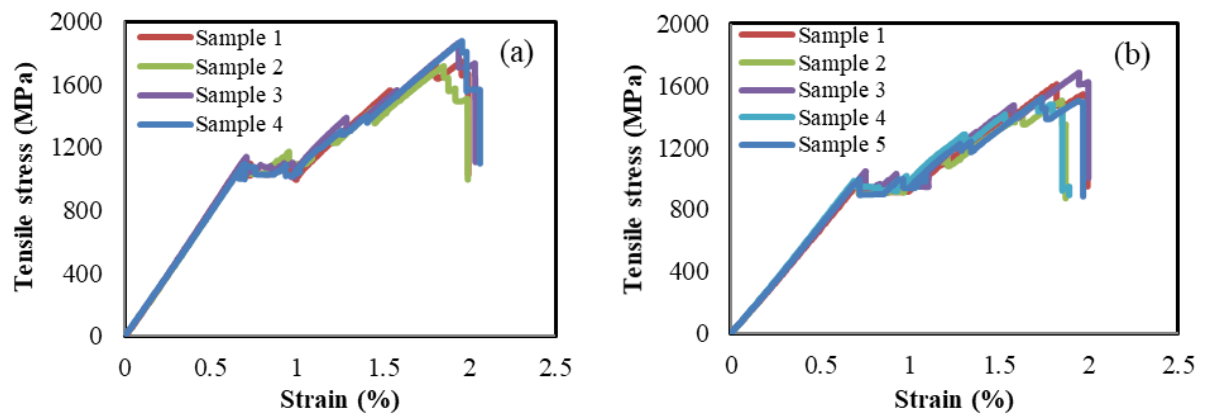 2000
1600
1200
800
400
0
Tensile stress (MPa)
Sample 1
Sample 2
Sample 3
Sample 4
(a)
0 0.5 1 1.5 2 2.5
Strain (%)
2000
1600
1200
800
400
0
Tensile stress (MPa)
Sample 1
Sample 2
Sample 3
Sample 4
Sample 5
(b)
0 0.5 1 1.5 2 2.5
Strain (%)